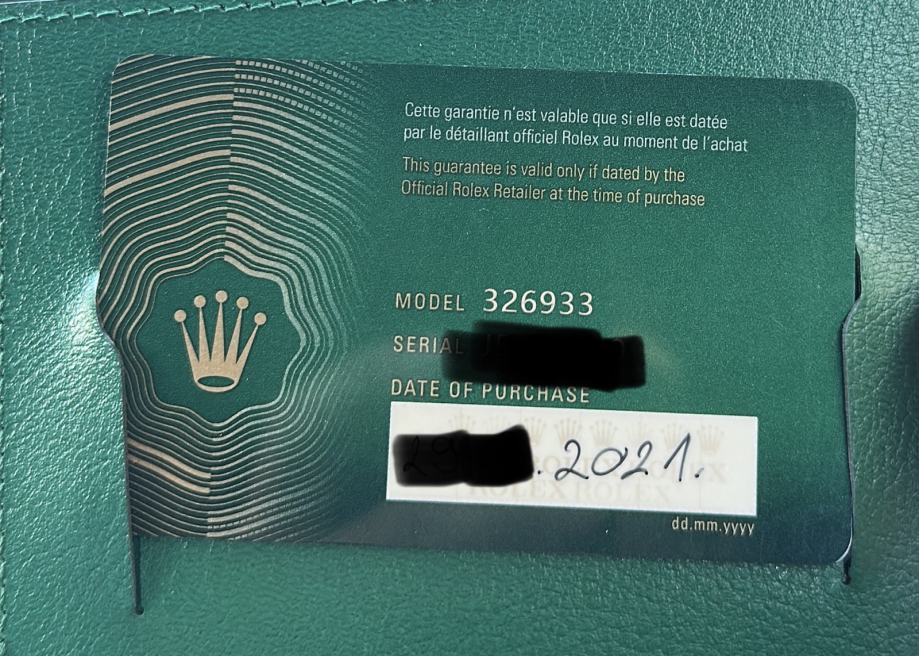 Cette garantie n'est valable que si elle est datée
par le détaillant officiel Rolex au moment de l'achat
This guarantee is valid only if dated by the
Official Rolex Retailer at the time of purchase
MODEL 326933
SERIAL
DATE OF PURCHASE
.2021.
ROLEX ROLEX
dd.mm.yyyy